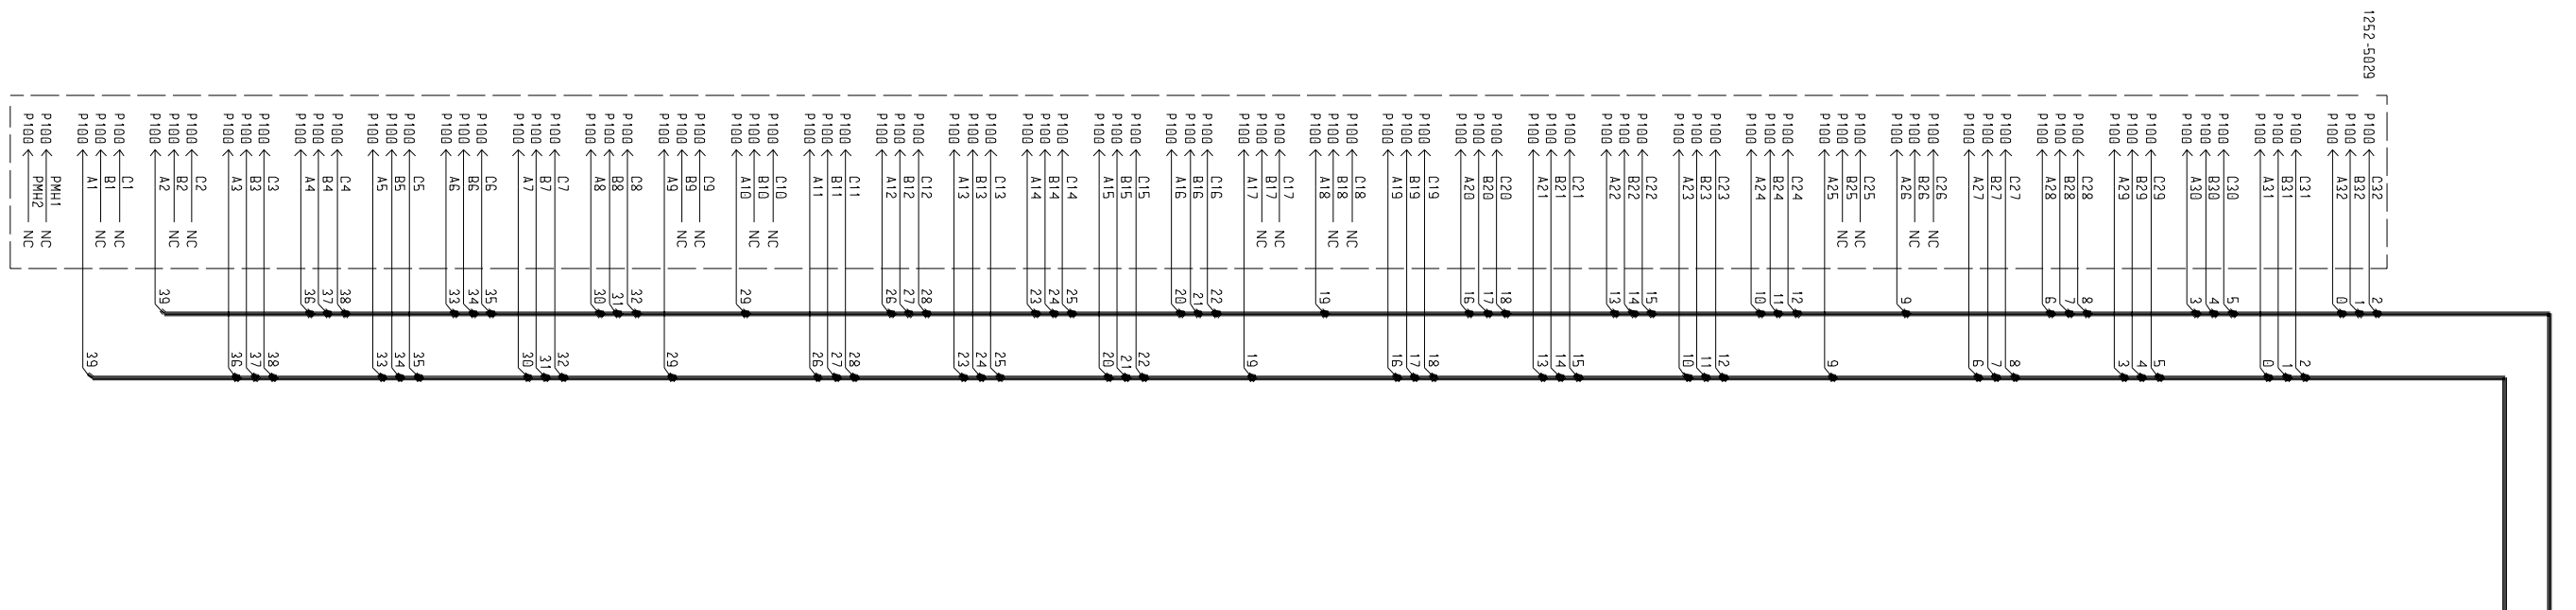 1252-5029
P100 C32 2
P100 B32 1
P100 A32 0
P100 C31 2
P100 B31 1
P100 A31 0
P100 C30 5
P100 B30 4
P100 A30 3
P100 C29 5
P100 B29 4
P100 A29 3
P100 C28 8
P100 B28 7
P100 A28 6
P100 C27 8
P100 B27 7
P100 A27 6
P100 C26 NC
P100 B26 NC
P100 A26 9
P100 C25 NC
P100 B25 NC
P100 A25 9
P100 C24 12
P100 B24 11
P100 A24 10
P100 C23 12
P100 B23 11
P100 A23 10
P100 C22 15
P100 B22 14
P100 A22 13
P100 C21 15
P100 B21 14
P100 A21 13
P100 C20 18
P100 B20 17
P100 A20 16
P100 C19 18
P100 B19 17
P100 A19 16
P100 C18 NC
P100 B18 NC
P100 A18 19
P100 C17 NC
P100 B17 NC
P100 A17 19
P100 C16 22
P100 B16 21
P100 A16 20
P100 C15 22
P100 B15 21
P100 A15 20
P100 C14 25
P100 B14 24
P100 A14 23
P100 C13 25
P100 B13 24
P100 A13 23
P100 C12 28
P100 B12 27
P100 A12 26
P100 C11 28
P100 B11 27
P100 A11 26
P100 C10 NC
P100 B10 NC
P100 A10 29
P100 C9 NC
P100 B9 NC
P100 A9 29
P100 C8 32
P100 B8 31
P100 A8 30
P100 C7 32
P100 B7 31
P100 A7 30
P100 C6 35
P100 B6 34
P100 A6 33
P100 C5 35
P100 B5 34
P100 A5 33
P100 C4 38
P100 B4 37
P100 A4 36
P100 C3 38
P100 B3 37
P100 A3 36
P100 C2 NC
P100 B2 NC
P100 A2 39
P100 C1 NC
P100 B1 NC
P100 A1 39
P100 PMH1 NC
P100 PMH2 NC